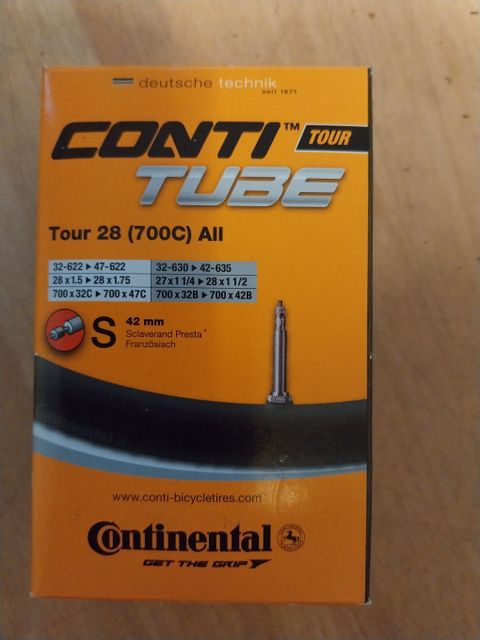 deutsche technik
seit 1871
CONTI™ TOUR
TUBE
Tour 28 (700C) All
32-622 ▶ 47-622 32-630 ▶ 42-635
28 x 1.5 ▶ 28 x 1.75 27 x 1 1/4 ▶ 28 x 1 1/2
700 x 32C ▶ 700 x 47C 700 x 32B ▶ 700 x 42B
S 42 mm
Sclaverand Presta*
Französisch
Continental
www.conti-bicycletires.com
Continental
GET THE GRIP